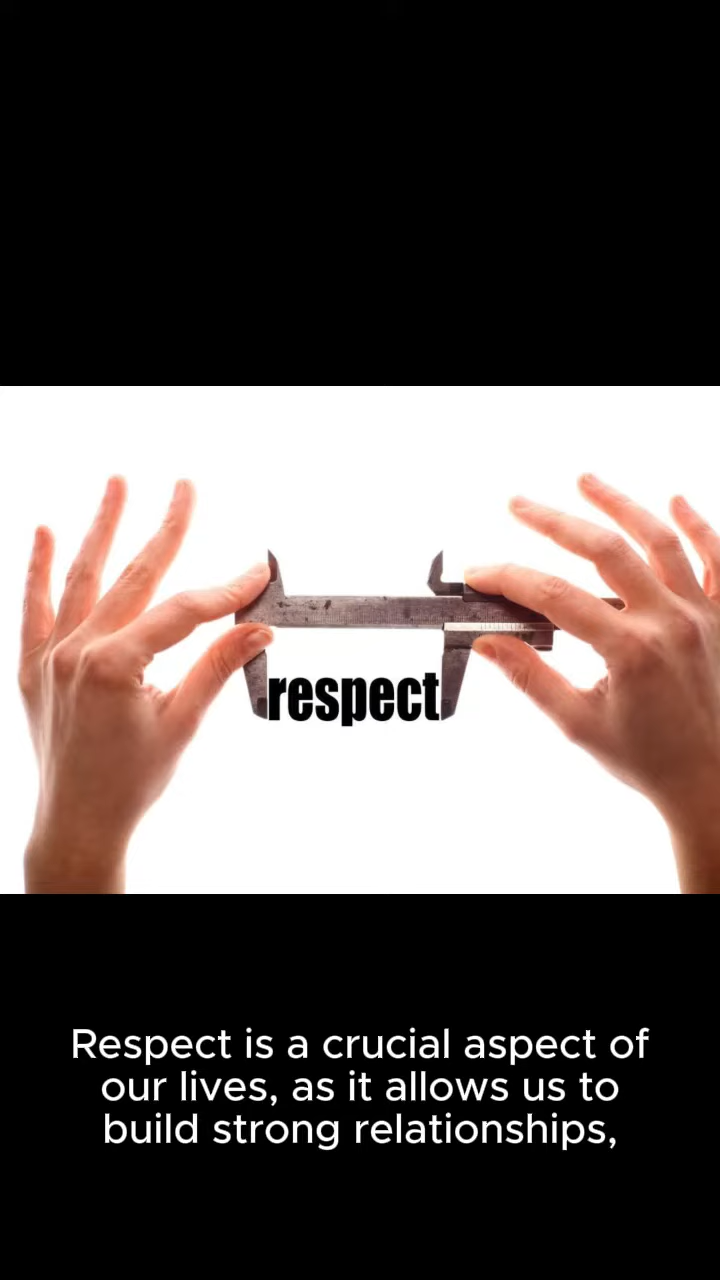 respect
Respect is a crucial aspect of
our lives, as it allows us to
build strong relationships,